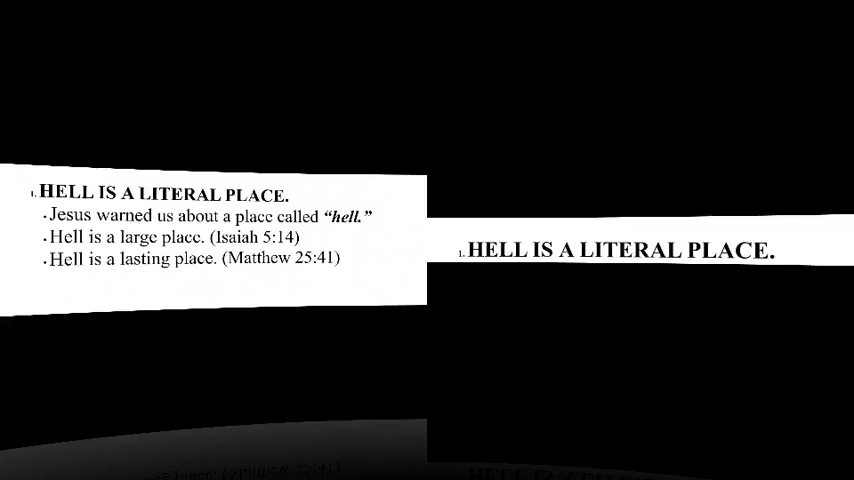 1. HELL IS A LITERAL PLACE.
• Jesus warned us about a place called “hell.”
• Hell is a large place. (Isaiah 5:14)
• Hell is a lasting place. (Matthew 25:41)
1. HELL IS A LITERAL PLACE.